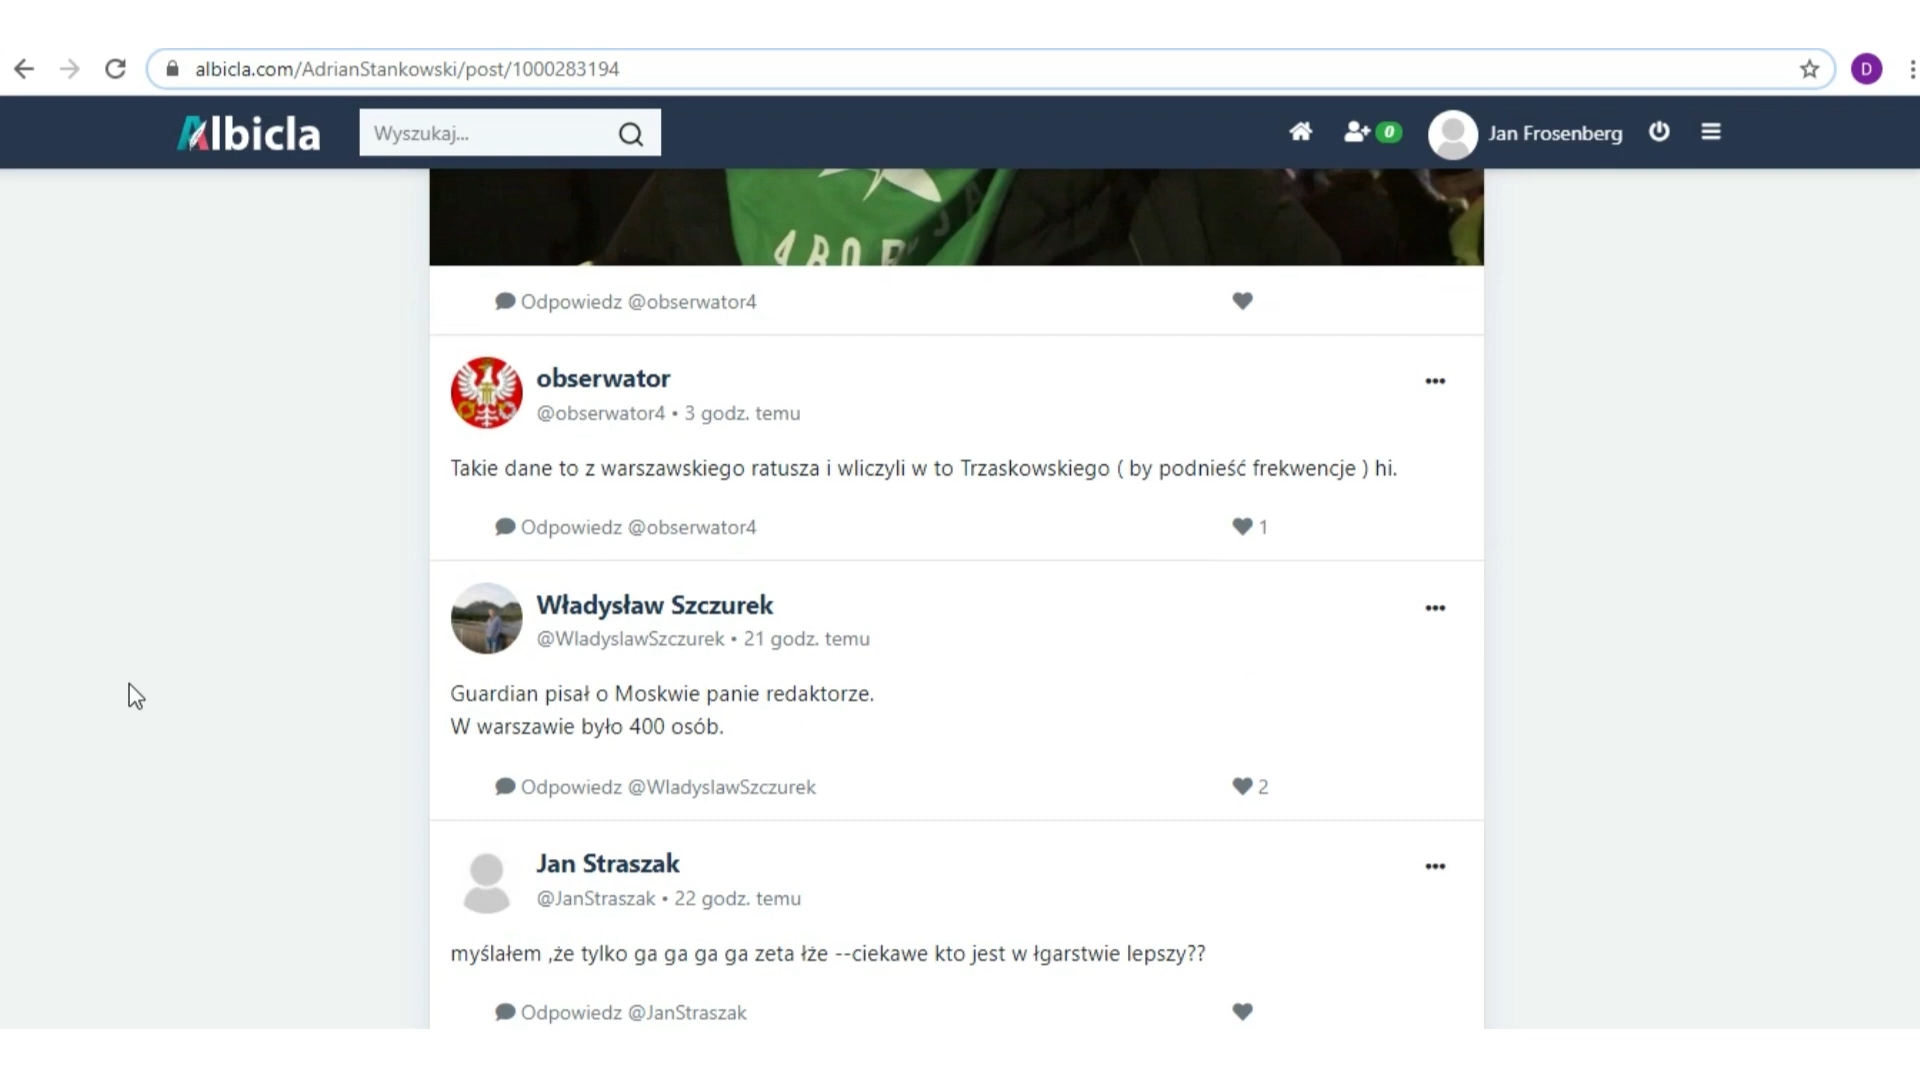 albicla.com/AdrianStankowski/post/1000283194
D
Albicla
Wyszukaj...
0
Jan Frosenberg
Odpowiedz @obserwator4
obserwator
@obserwator4 • 3 godz. temu
Takie dane to z warszawskiego ratusza i wliczyli w to Trzaskowskiego ( by podnieść frekwencje ) hi.
Odpowiedz @obserwator4
1
Władysław Szczurek
@WladyslawSzczurek • 21 godz. temu
Guardian pisał o Moskwie panie redaktorze.
W warszawie było 400 osób.
Odpowiedz @WladyslawSzczurek
2
Jan Straszak
@JanStraszak • 22 godz. temu
myślałem ,że tylko ga ga ga ga zeta łże --ciekawe kto jest w łgarstwie lepszy??
Odpowiedz @JanStraszak